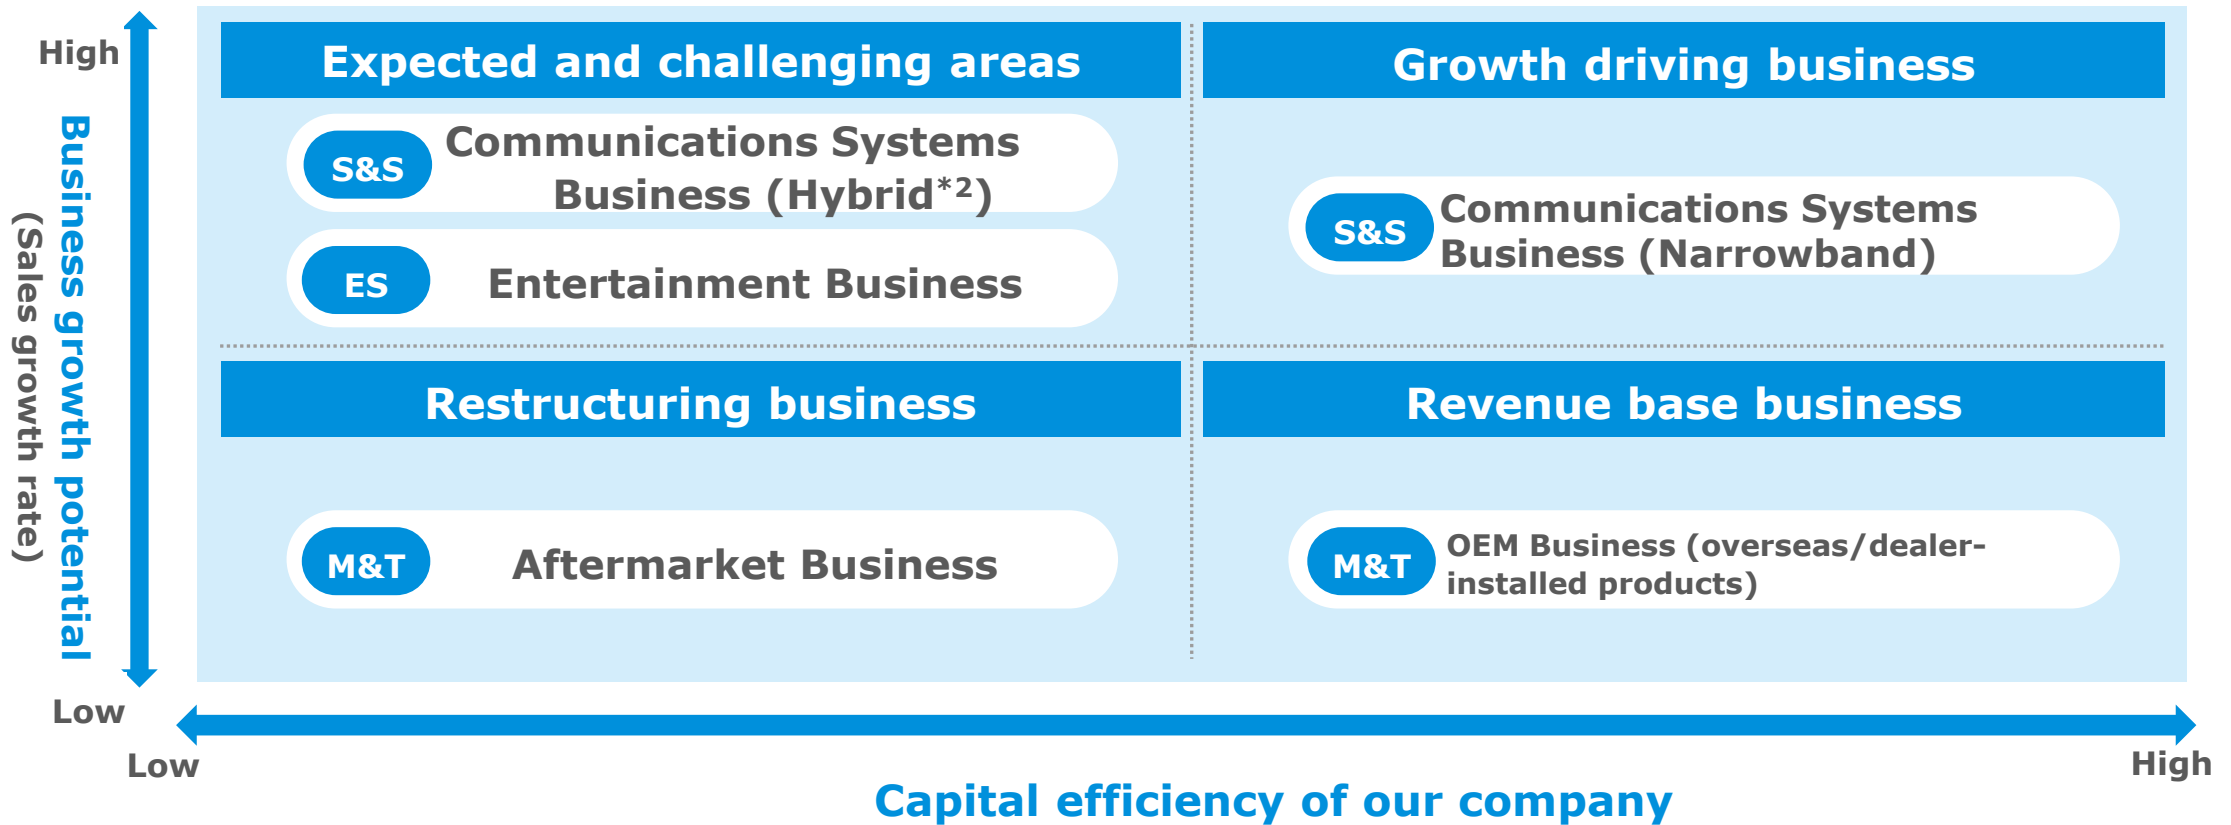 High
Business growth potential
(Sales growth rate)
Low
Expected and challenging areas
S&S
Communications Systems
Business (Hybrid*2)
ES
Entertainment Business
Growth driving business
S&S
Communications Systems
Business (Narrowband)
Restructuring business
M&T
Aftermarket Business
Revenue base business
M&T
OEM Business (overseas/dealer-
installed products)
Low
High
Capital efficiency of our company